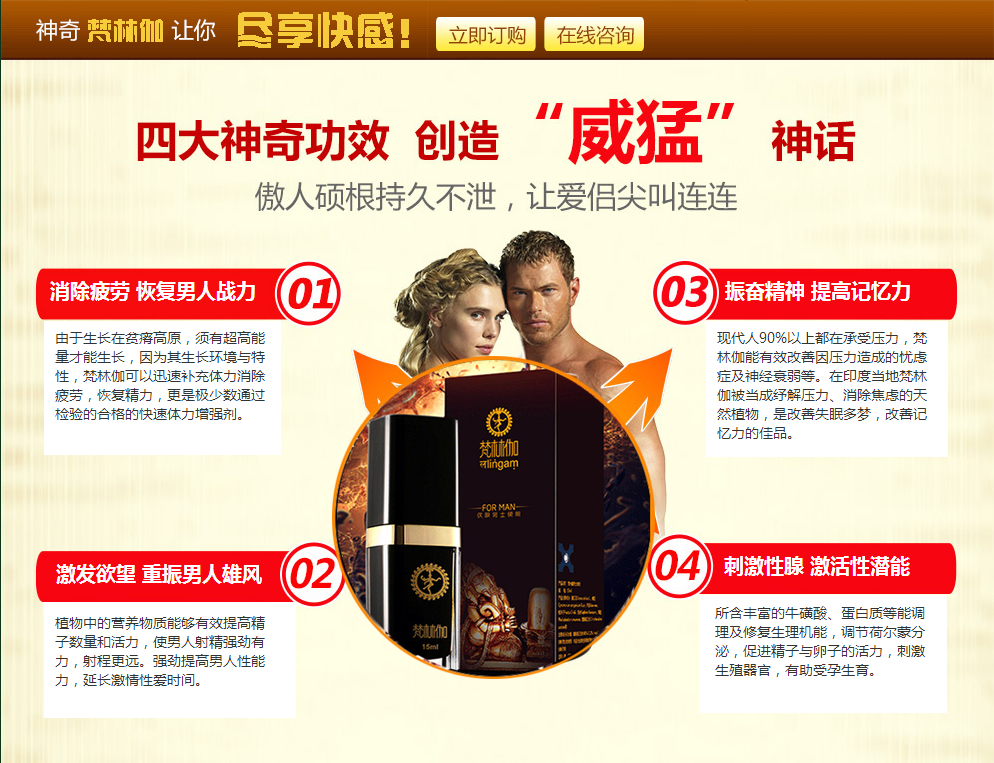 神奇 梵林伽 让你 尽享快感!
立即订购
在线咨询
四大神奇功效 创造 “威猛” 神话
傲人硕根持久不泄，让爱侣尖叫连连
消除疲劳 恢复男人战力 01
由于生长在贫瘠高原，须有超高能
量才能生长，因为其生长环境与特
性，梵林伽可以迅速补充体力消除
疲劳，恢复精力，更是极少数通过
检验的合格的快速体力增强剂。
激发欲望 重振男人雄风 02
植物中的营养物质能够有效提高精
子数量和活力，使男人射精强劲有
力，射程更远。强劲提高男人性能
力，延长激情性爱时间。
03 振奋精神 提高记忆力
现代人90%以上都在承受压力，梵
林伽能有效改善因压力造成的忧虑
症及神经衰弱等。在印度当地梵林
伽被当成纾解压力、消除焦虑的天
然植物，是改善失眠多梦，改善记
忆力的佳品。
04 刺激性腺 激活性潜能
所含丰富的牛磺酸、蛋白质等能调
理及修复生理机能，调节荷尔蒙分
泌，促进精子与卵子的活力，刺激
生殖器官，有助受孕生育。
梵林伽
lingam
FOR MAN
梵林伽
15ml